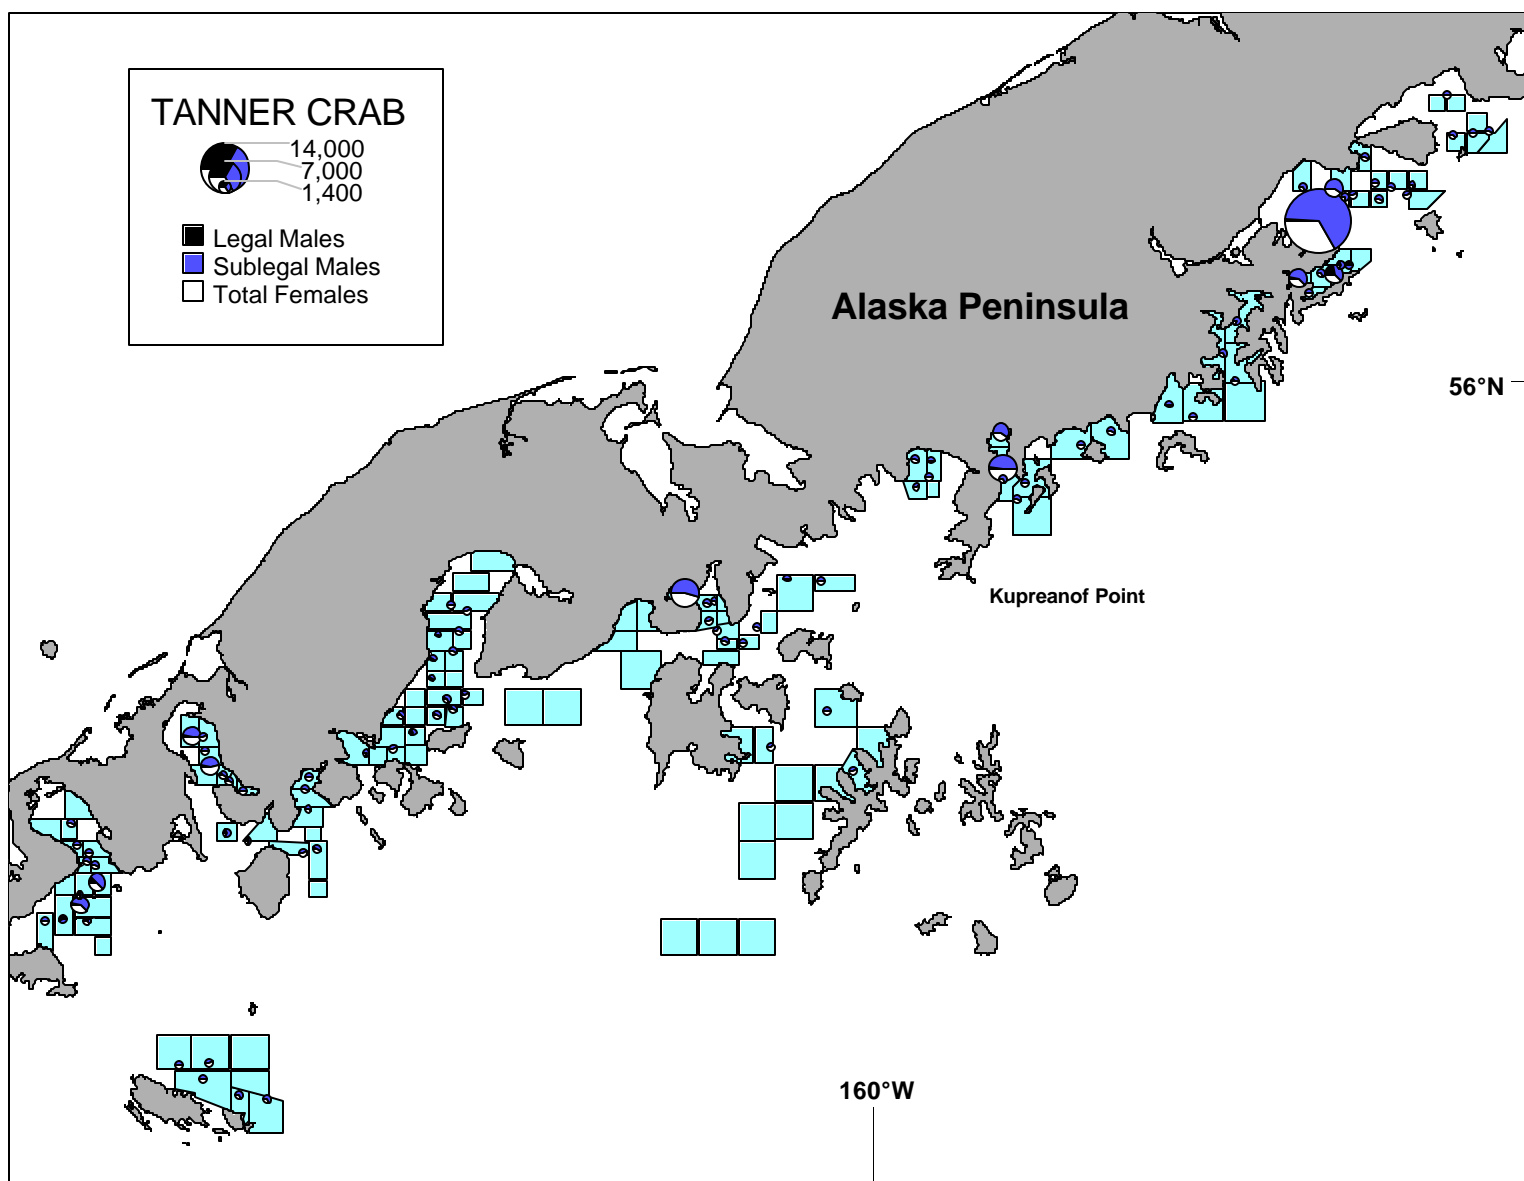 TANNER CRAB
14,000
7,000
1,400
Legal Males
Sublegal Males
Total Females
Alaska Peninsula
56°N
Kupreanof Point
160°W